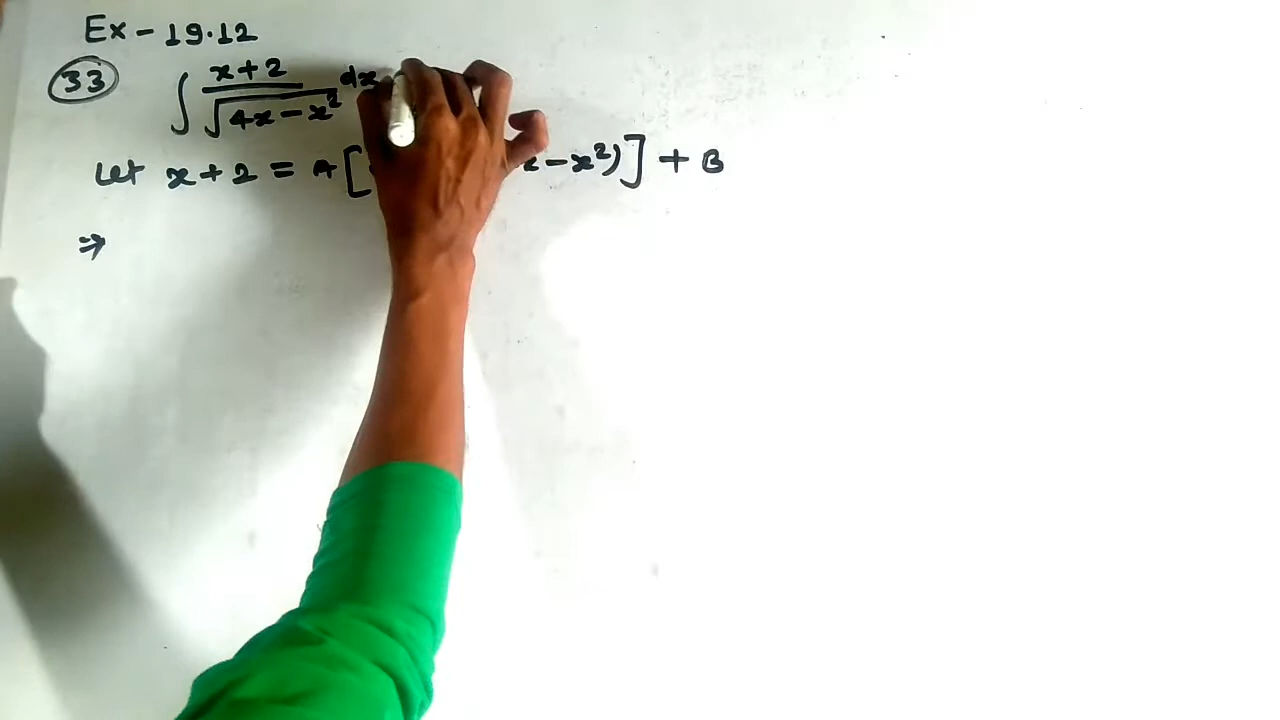 Ex - 19.12
33 ∫ x+2 / √4x-x² dx
Let x+2 = A[ x-x²)] + B
⇒